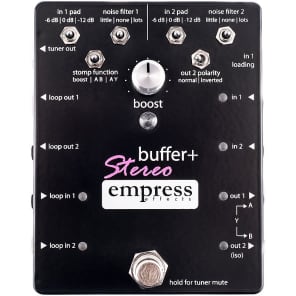 in 1 pad
-6 dB | 0 dB | -12 dB
noise filter 1
little | none | lots
in 2 pad
-6 dB | 0 dB | -12 dB
noise filter 2
little | none | lots
tuner out
stomp function
boost | AB | AY
out 2 polarity
normal | Inverted
in 1
loading
boost
loop out 1
in 1
loop out 2
buffer+
in 2
Stereo
empress
effects
loop in 1
out 1
A
Y
B
loop in 2
out 2
(iso)
hold for tuner mute